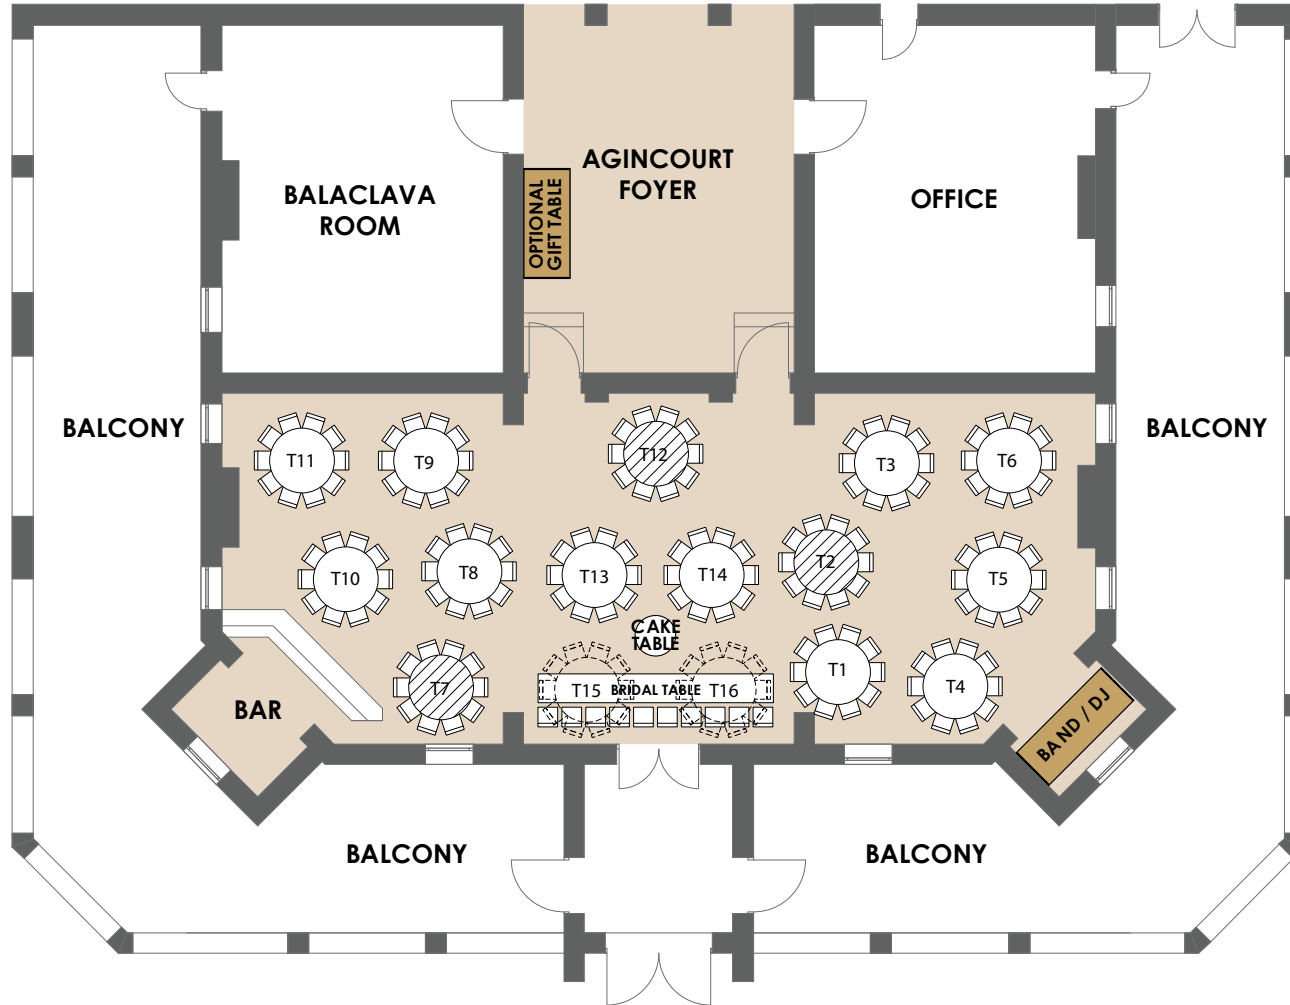 AGINCOURT
FOYER
BALACLAVA
ROOM
OFFICE
OPTIONAL
GIFT TABLE
BALCONY
BALCONY
T11
T9
T12
T3
T6
T10
T8
T13
T14
T2
T5
CAKE
TABLE
T7
T15
BRIDAL TABLE
T16
T1
T4
BAR
BAND / DJ
BALCONY
BALCONY